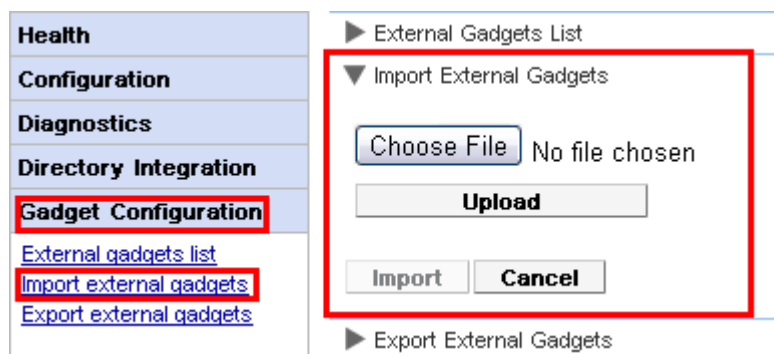 Health
Configuration
Diagnostics
Directory Integration
Gadget Configuration
External gadgets list
Import external gadgets
Export external gadgets
External Gadgets List
Import External Gadgets
Choose File No file chosen
Upload
Import Cancel
Export External Gadgets